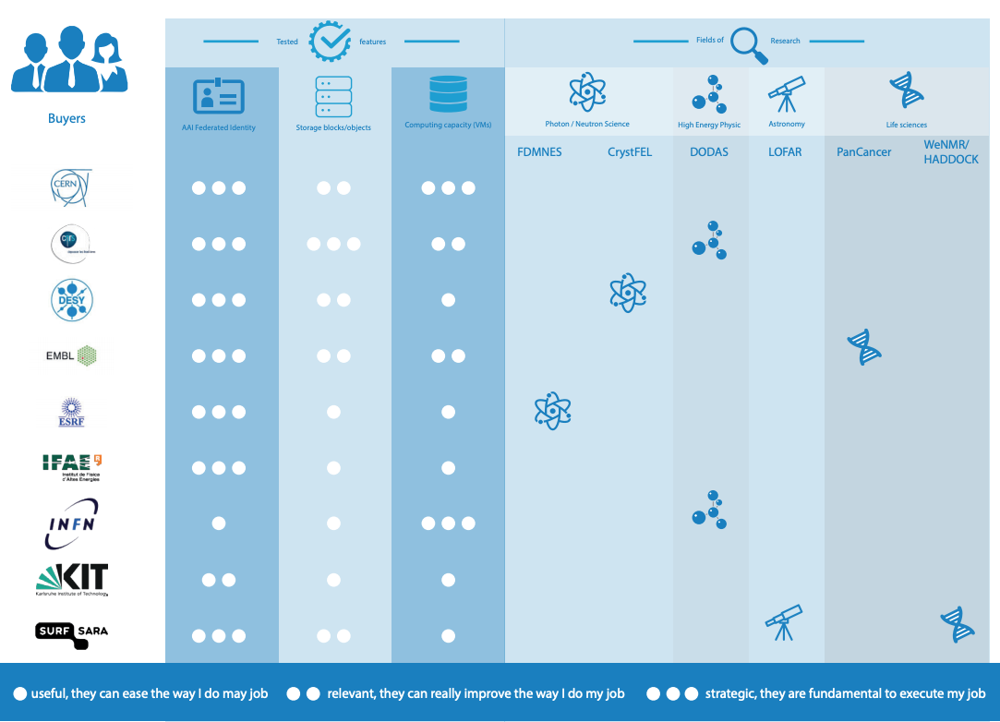 Tested features
Fields of Research
Buyers
AAI Federated Identity
Storage blocks/objects
Computing capacity (VMs)
Photon / Neutron Science
High Energy Physic
Astronomy
Life sciences
FDMNES
CrystFEL
DODAS
LOFAR
PanCancer
WeNMR/
HADDOCK
CERN
DESY
EMBL
ESRF
IFAE
Institut de Física
d'Altes Energies
INFN
KIT
Karlsruhe Institute of Technology
SURF SARA
useful, they can ease the way I do may job
relevant, they can really improve the way I do my job
strategic, they are fundamental to execute my job